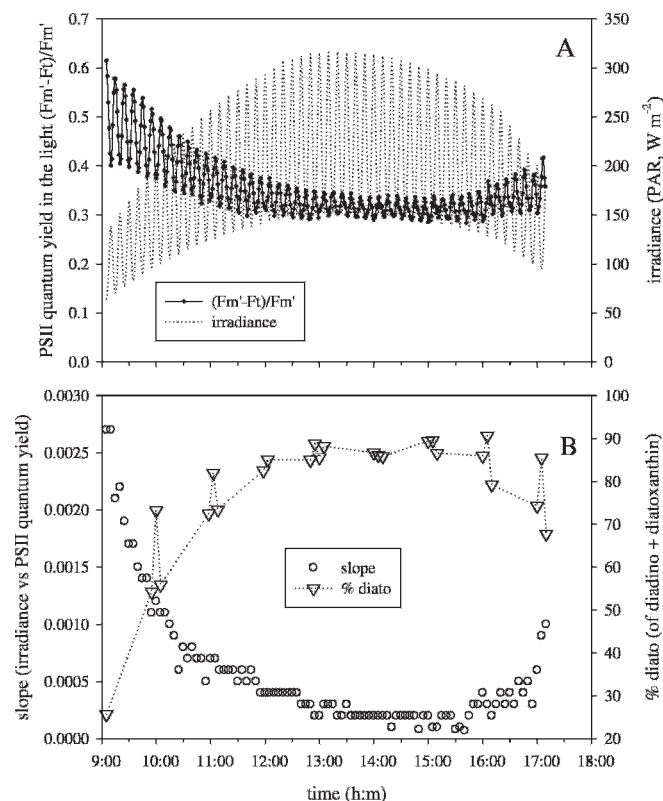 A
PSII quantum yield in the light (Fm'-Ft)/Fm'
0.7
0.6
0.5
0.4
0.3
0.2
0.1
0.0
350
300
250
200
150
100
50
0
irradiance (PAR, W m-2)
(Fm'-Ft)/Fm'
irradiance
B
slope (irradiance vs PSII quantum yield)
0.0030
0.0025
0.0020
0.0015
0.0010
0.0005
0.0000
100
90
80
70
60
50
40
30
20
% diato (of diadino + diatoxanthin)
slope
% diato
9:00 10:00 11:00 12:00 13:00 14:00 15:00 16:00 17:00 18:00
time (h:m)